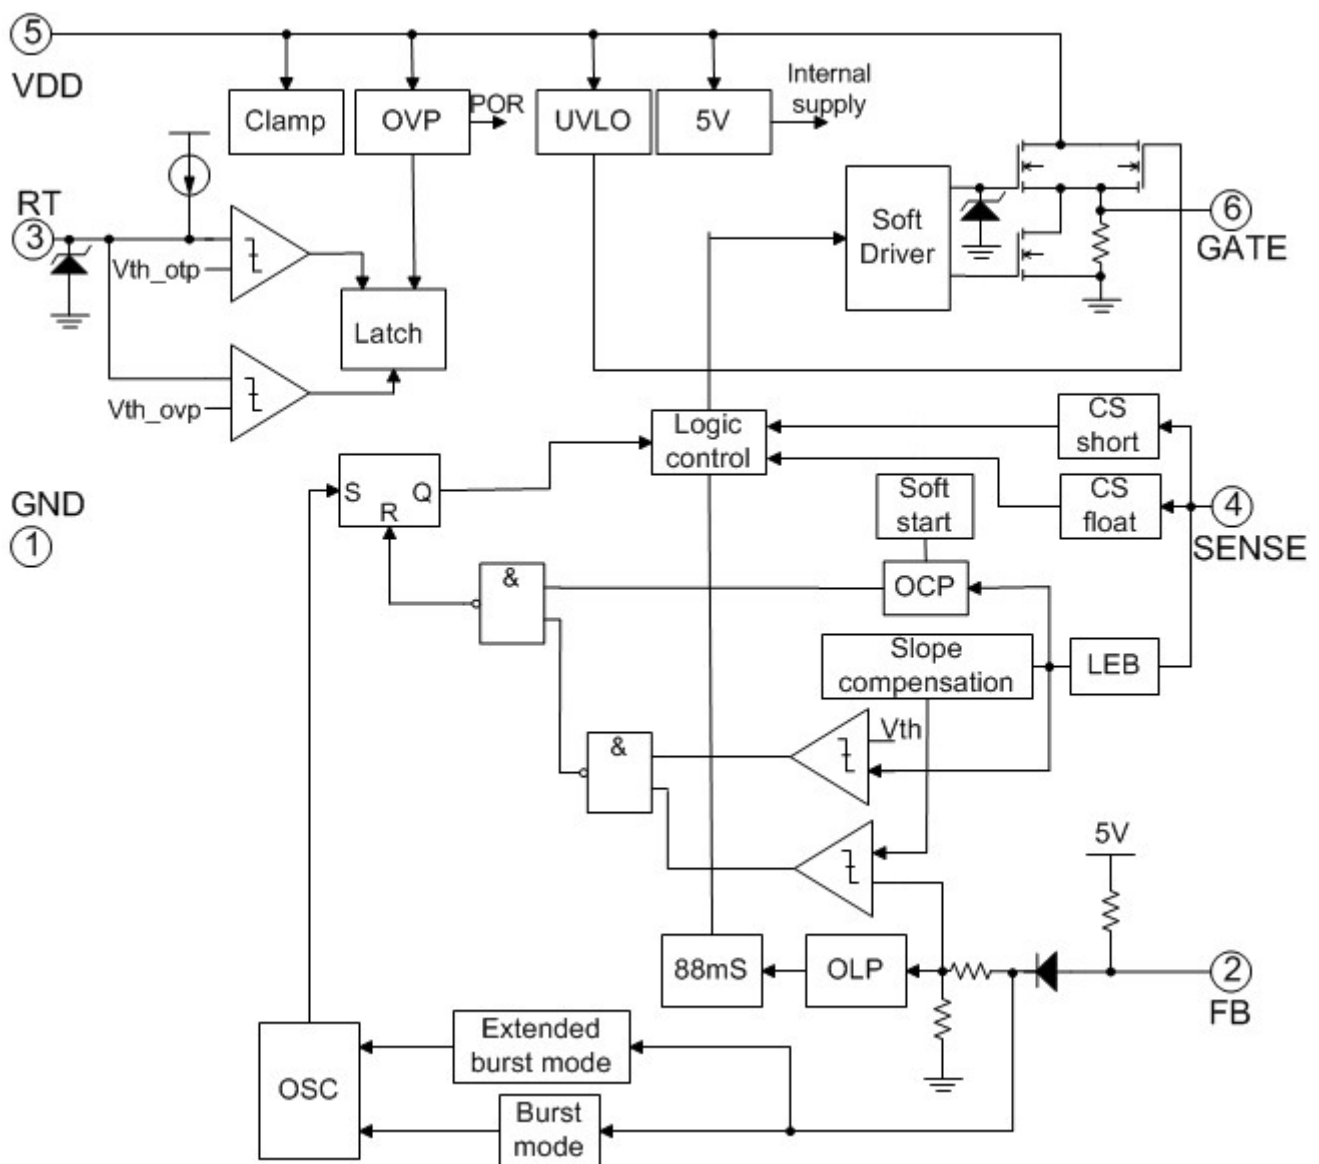 5
VDD
Clamp
OVP
POR
UVLO
5V
Internal
supply
RT
3
Vth_otp
Soft
Driver
6
GATE
Latch
Vth_ovp
Logic
control
CS
short
S
Q
R
GND
1
Soft
start
CS
float
4
SENSE
&
OCP
Slope
compensation
LEB
&
Vth
5V
88mS
OLP
2
FB
Extended
burst mode
OSC
Burst
mode